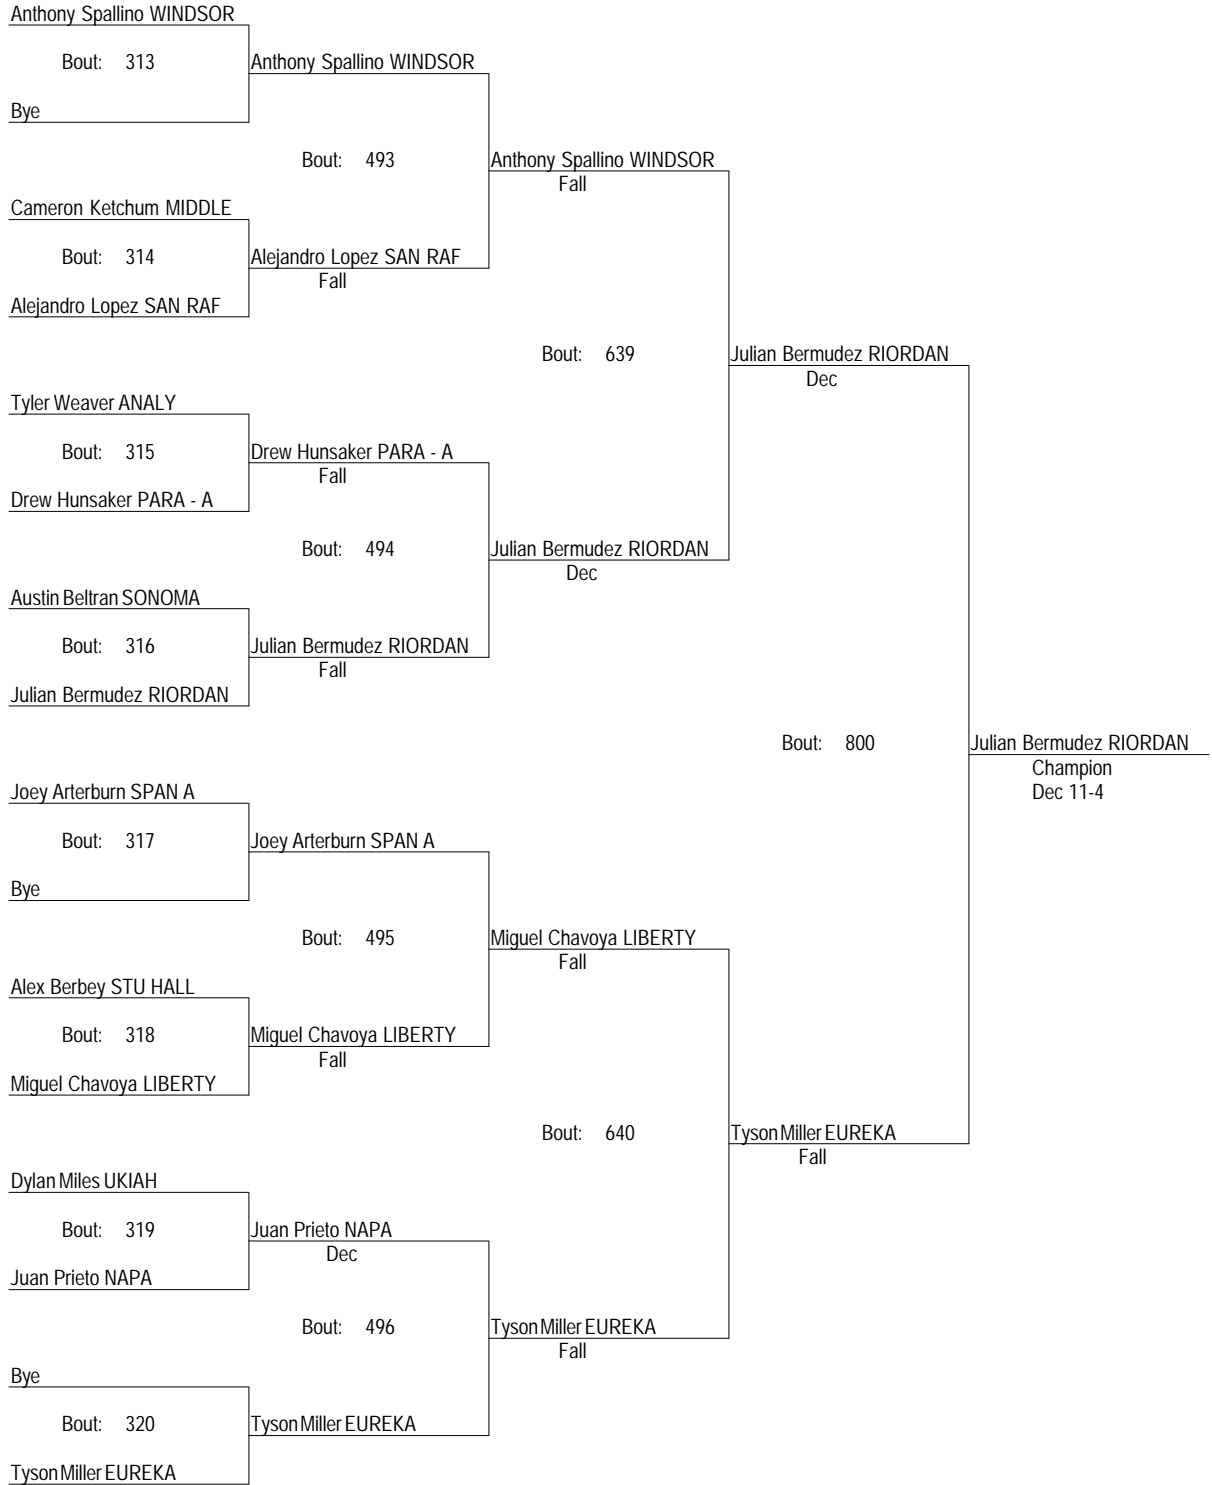 Anthony Spallino WINDSOR
Bout: 313 Anthony Spallino WINDSOR
Bye
Bout: 493 Anthony Spallino WINDSOR
Fall
Cameron Ketchum MIDDLE
Bout: 314 Alejandro Lopez SAN RAF
Fall
Alejandro Lopez SAN RAF
Bout: 639 Julian Bermudez RIORDAN
Dec
Tyler Weaver ANALY
Bout: 315 Drew Hunsaker PARA - A
Fall
Drew Hunsaker PARA - A
Bout: 494 Julian Bermudez RIORDAN
Dec
Austin Beltran SONOMA
Bout: 316 Julian Bermudez RIORDAN
Fall
Julian Bermudez RIORDAN
Bout: 800 Julian Bermudez RIORDAN
Champion
Dec 11-4
Joey Arterburn SPAN A
Bout: 317 Joey Arterburn SPAN A
Bye
Bout: 495 Miguel Chavoya LIBERTY
Fall
Alex Berbey STU HALL
Bout: 318 Miguel Chavoya LIBERTY
Fall
Miguel Chavoya LIBERTY
Bout: 640 Tyson Miller EUREKA
Fall
Dylan Miles UKIAH
Bout: 319 Juan Prieto NAPA
Dec
Juan Prieto NAPA
Bout: 496 Tyson Miller EUREKA
Fall
Bye
Bout: 320 Tyson Miller EUREKA
Tyson Miller EUREKA